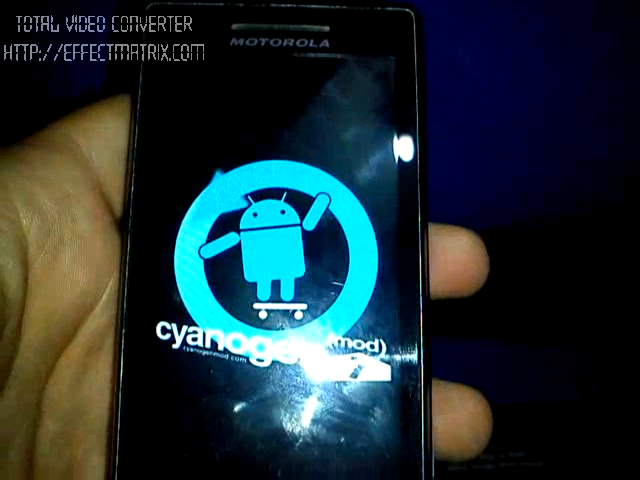 TOTAL VIDEO CONVERTER
HTTP://EFFECTMATRIX.COM
MOTOROLA
cyanogen(mod)
cyanogenmod.com